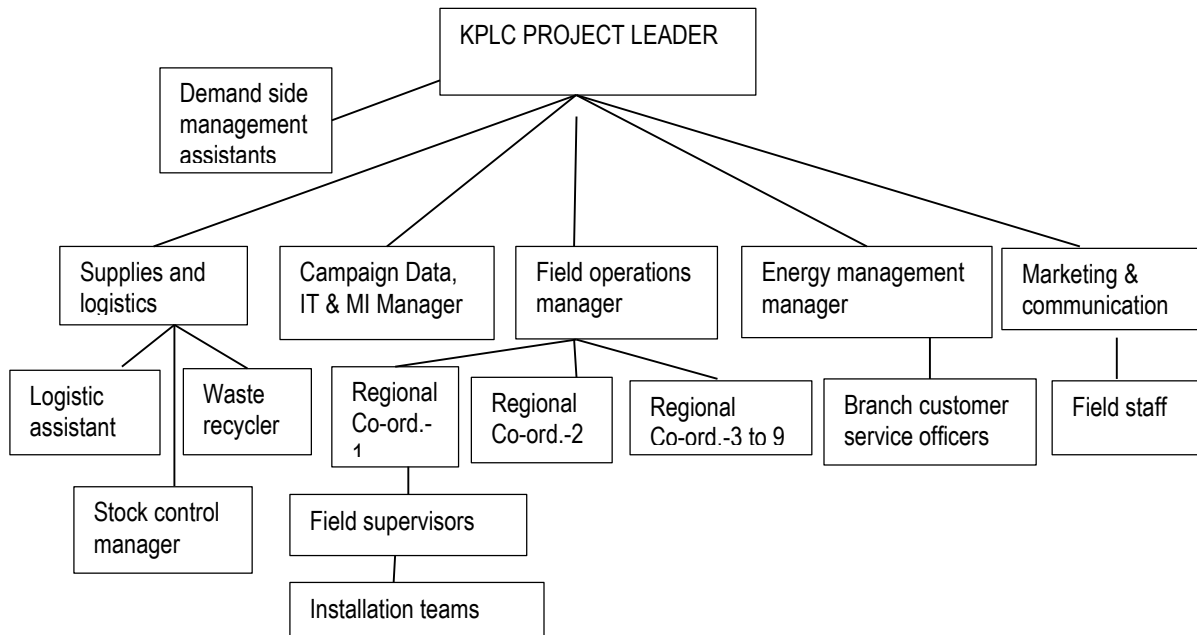 KPLC PROJECT LEADER
Demand side
management
assistants
Supplies and
logistics
Campaign Data,
IT & MI Manager
Field operations
manager
Energy management
manager
Marketing &
communication
Logistic
assistant
Waste
recycler
Regional
Co-ord.-
1
Regional
Co-ord.-2
Regional
Co-ord.-3 to 9
Branch customer
service officers
Field staff
Stock control
manager
Field supervisors
Installation teams